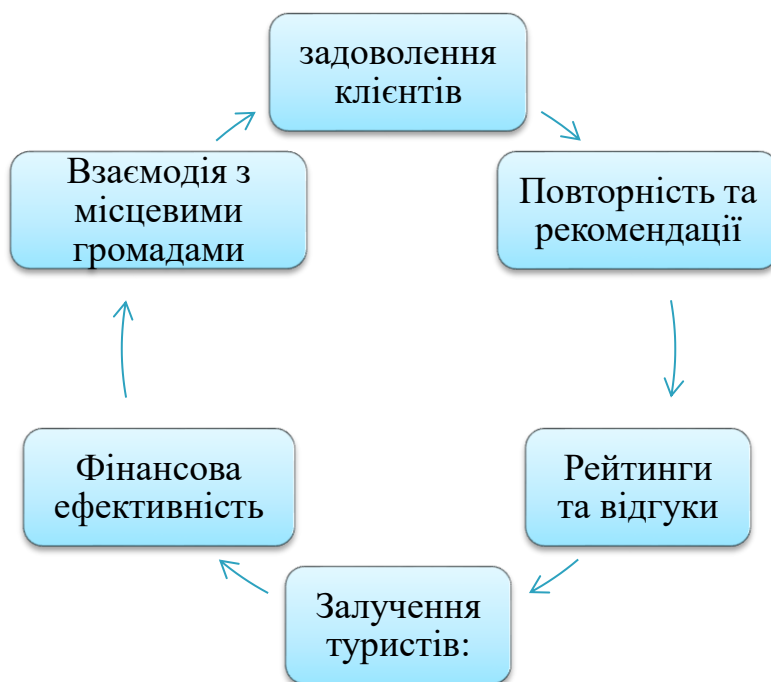 задоволення
клієнтів
Повторність та
рекомендації
Рейтинги
та відгуки
Залучення
туристів:
Фінансова
ефективність
Взаємодія з
місцевими
громадами